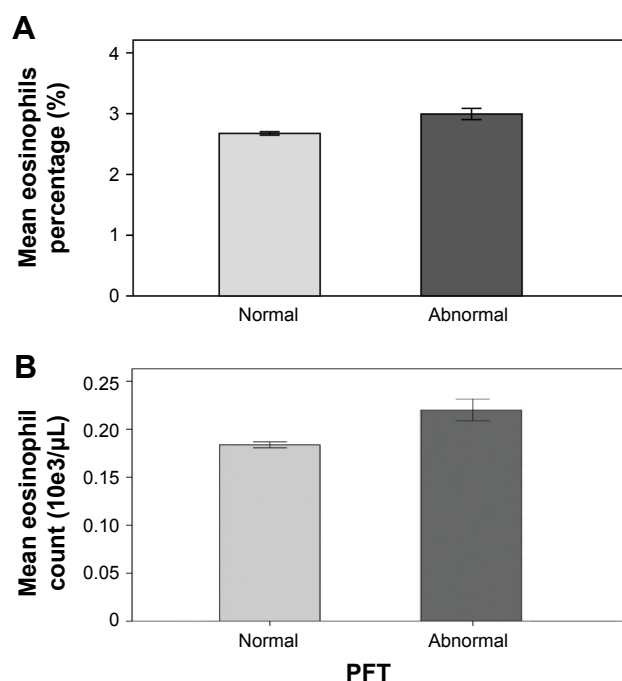 A
Mean eosinophils
percentage (%)
4
3
2
1
0
Normal
Abnormal
B
Mean eosinophil
count (10e3/µL)
0.25
0.20
0.15
0.10
0.05
0
Normal
Abnormal
PFT